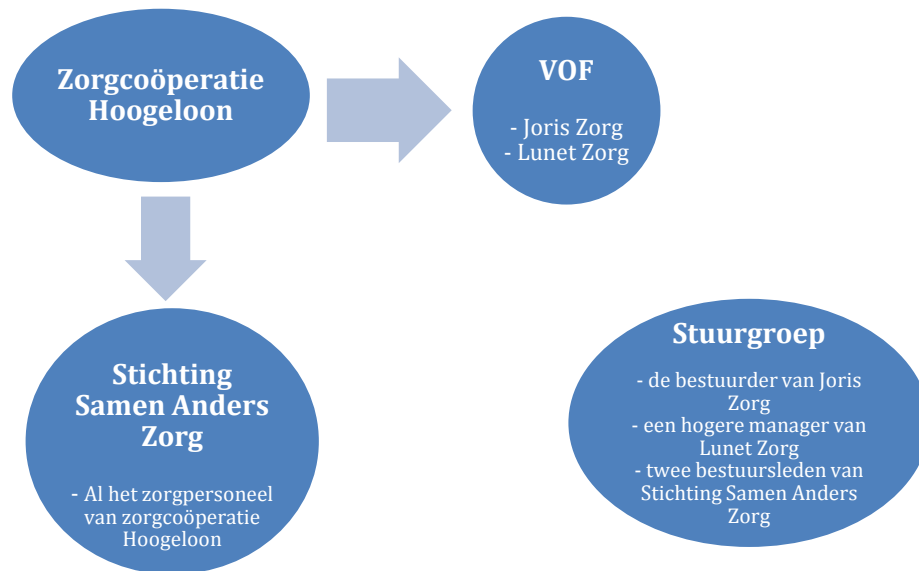 Zorgcoöperatie
Hoogeloon
VOF
- Joris Zorg
- Lunet Zorg
Stichting
Samen Anders
Zorg
- Al het zorgpersoneel
van zorgcoöperatie
Hoogeloon
Stuurgroep
- de bestuurder van Joris
Zorg
- een hogere manager van
Lunet Zorg
- twee bestuursleden van
Stichting Samen Anders
Zorg